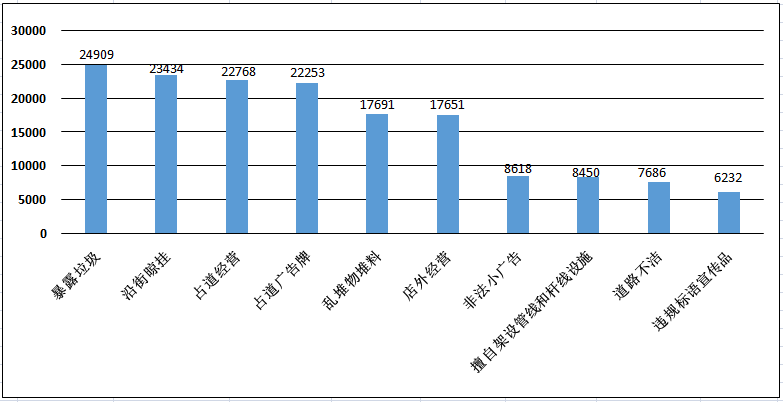 30000
25000
20000
15000
10000
5000
0
24909
23434
22768
22253
17691
17651
8618
8450
7686
6232
暴露垃圾
沿街晾挂
占道经营
占道广告牌
乱堆物堆料
店外经营
非法小广告
擅自架设管线和杆线设施
道路不洁
违规标语宣传品